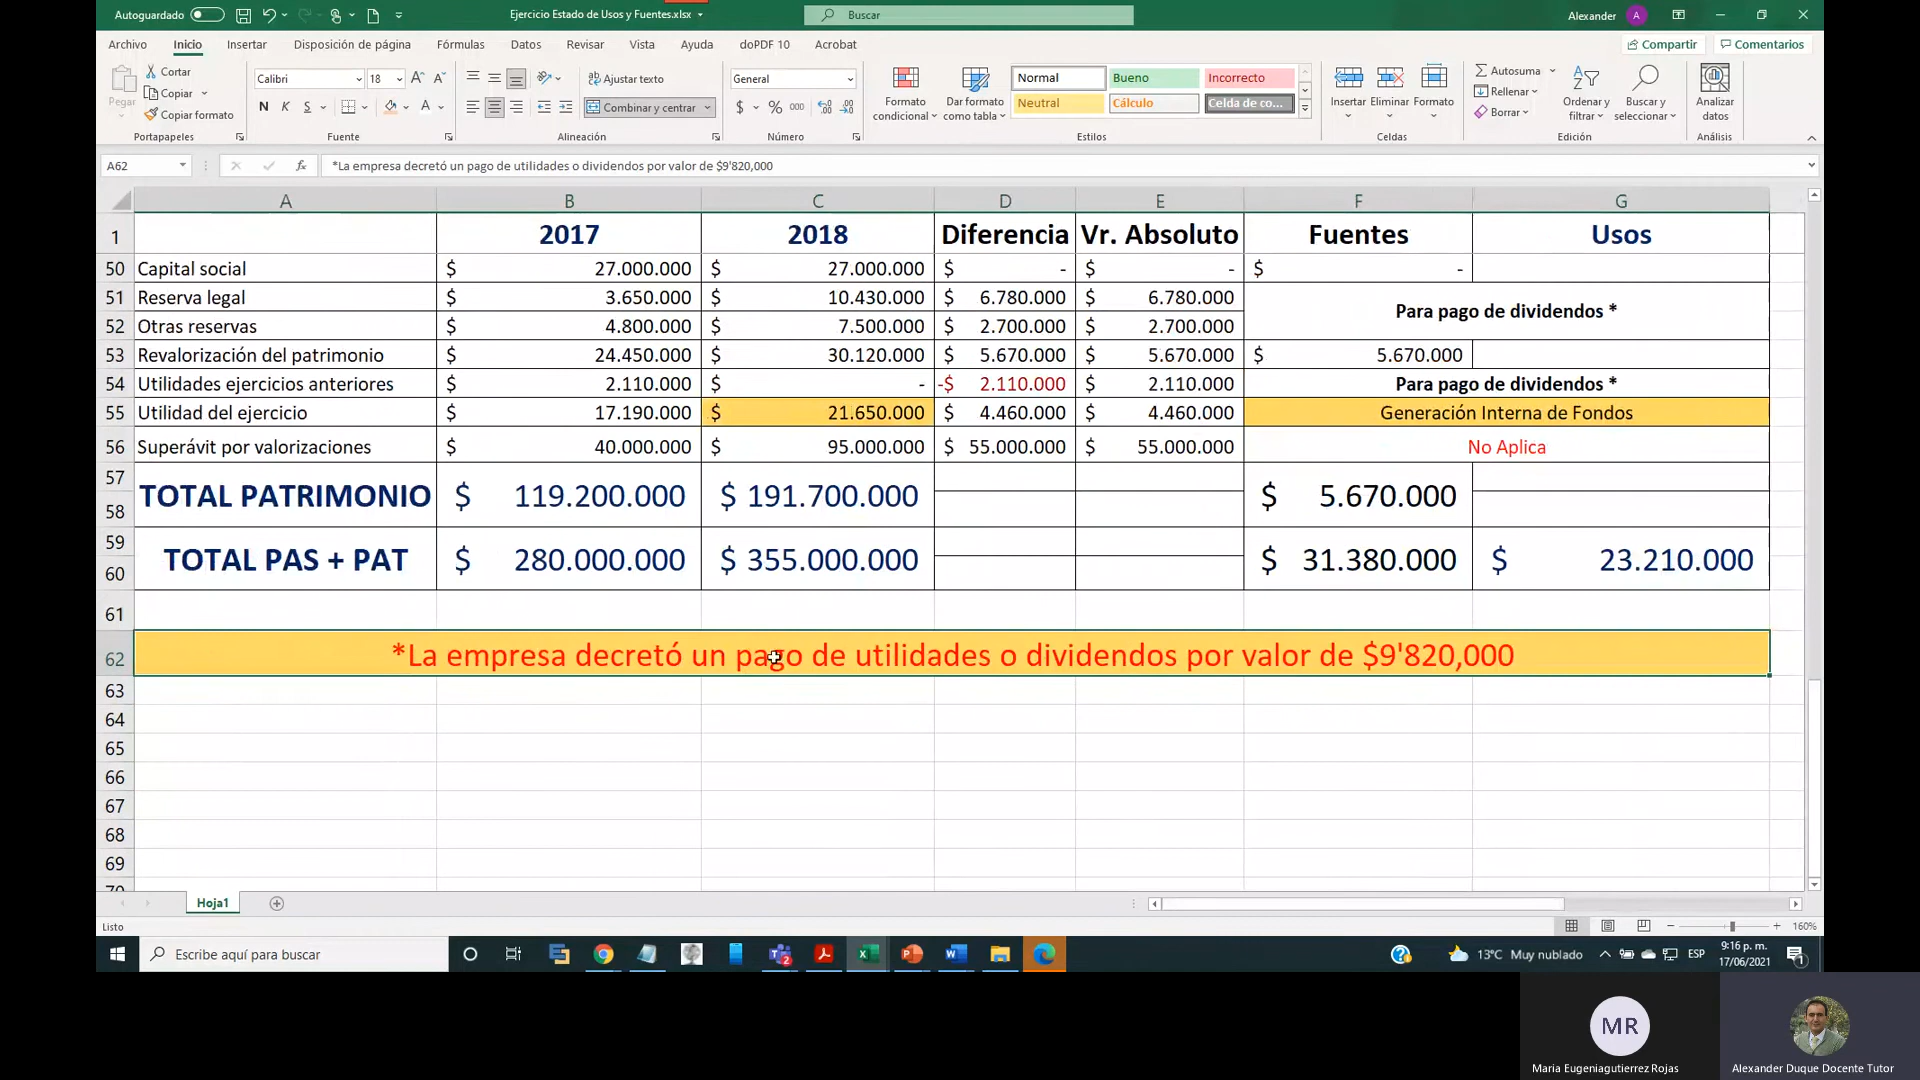 Autoguardado
Ejercicio Estado de Usos y Fuentes.xlsx
Buscar
Alexander A
Archivo Inicio Insertar Disposición de página Fórmulas Datos Revisar Vista Ayuda doPDF 10 Acrobat
Compartir Comentarios
Pegar
Cortar
Copiar
Copiar formato
Portapapeles
Calibri 18
N K S
Fuente
Ajustar texto
Combinar y centrar
Alineación
General
$ % 000
Número
Formato condicional
Dar formato como tabla
Normal Bueno Incorrecto
Neutral Cálculo Celda de co...
Estilos
Insertar Eliminar Formato
Celdas
Autosuma
Rellenar
Borrar
Ordenar y filtrar
Buscar y seleccionar
Edición
Analizar datos
Análisis
A62 fx *La empresa decretó un pago de utilidades o dividendos por valor de $9'820,000
A B C D E F G
1 2017 2018 Diferencia Vr. Absoluto Fuentes Usos
50 Capital social $ 27.000.000 $ 27.000.000 $ - $ - $ -
51 Reserva legal $ 3.650.000 $ 10.430.000 $ 6.780.000 $ 6.780.000
Para pago de dividendos *
52 Otras reservas $ 4.800.000 $ 7.500.000 $ 2.700.000 $ 2.700.000
53 Revalorización del patrimonio $ 24.450.000 $ 30.120.000 $ 5.670.000 $ 5.670.000 $ 5.670.000
54 Utilidades ejercicios anteriores $ 2.110.000 $ - -$ 2.110.000 $ 2.110.000 Para pago de dividendos *
55 Utilidad del ejercicio $ 17.190.000 $ 21.650.000 $ 4.460.000 $ 4.460.000 Generación Interna de Fondos
56 Superávit por valorizaciones $ 40.000.000 $ 95.000.000 $ 55.000.000 $ 55.000.000 No Aplica
57
TOTAL PATRIMONIO $ 119.200.000 $ 191.700.000 $ 5.670.000
58
59
TOTAL PAS + PAT $ 280.000.000 $ 355.000.000 $ 31.380.000 $ 23.210.000
60
61
62 *La empresa decretó un pago de utilidades o dividendos por valor de $9'820,000
63
64
65
66
67
68
69
70
Hoja1
Listo
160%
Escribe aquí para buscar
13°C Muy nublado
ESP
9:16 p. m.
17/06/2021
MR
Maria Eugeniagutierrez Rojas
Alexander Duque Docente Tutor